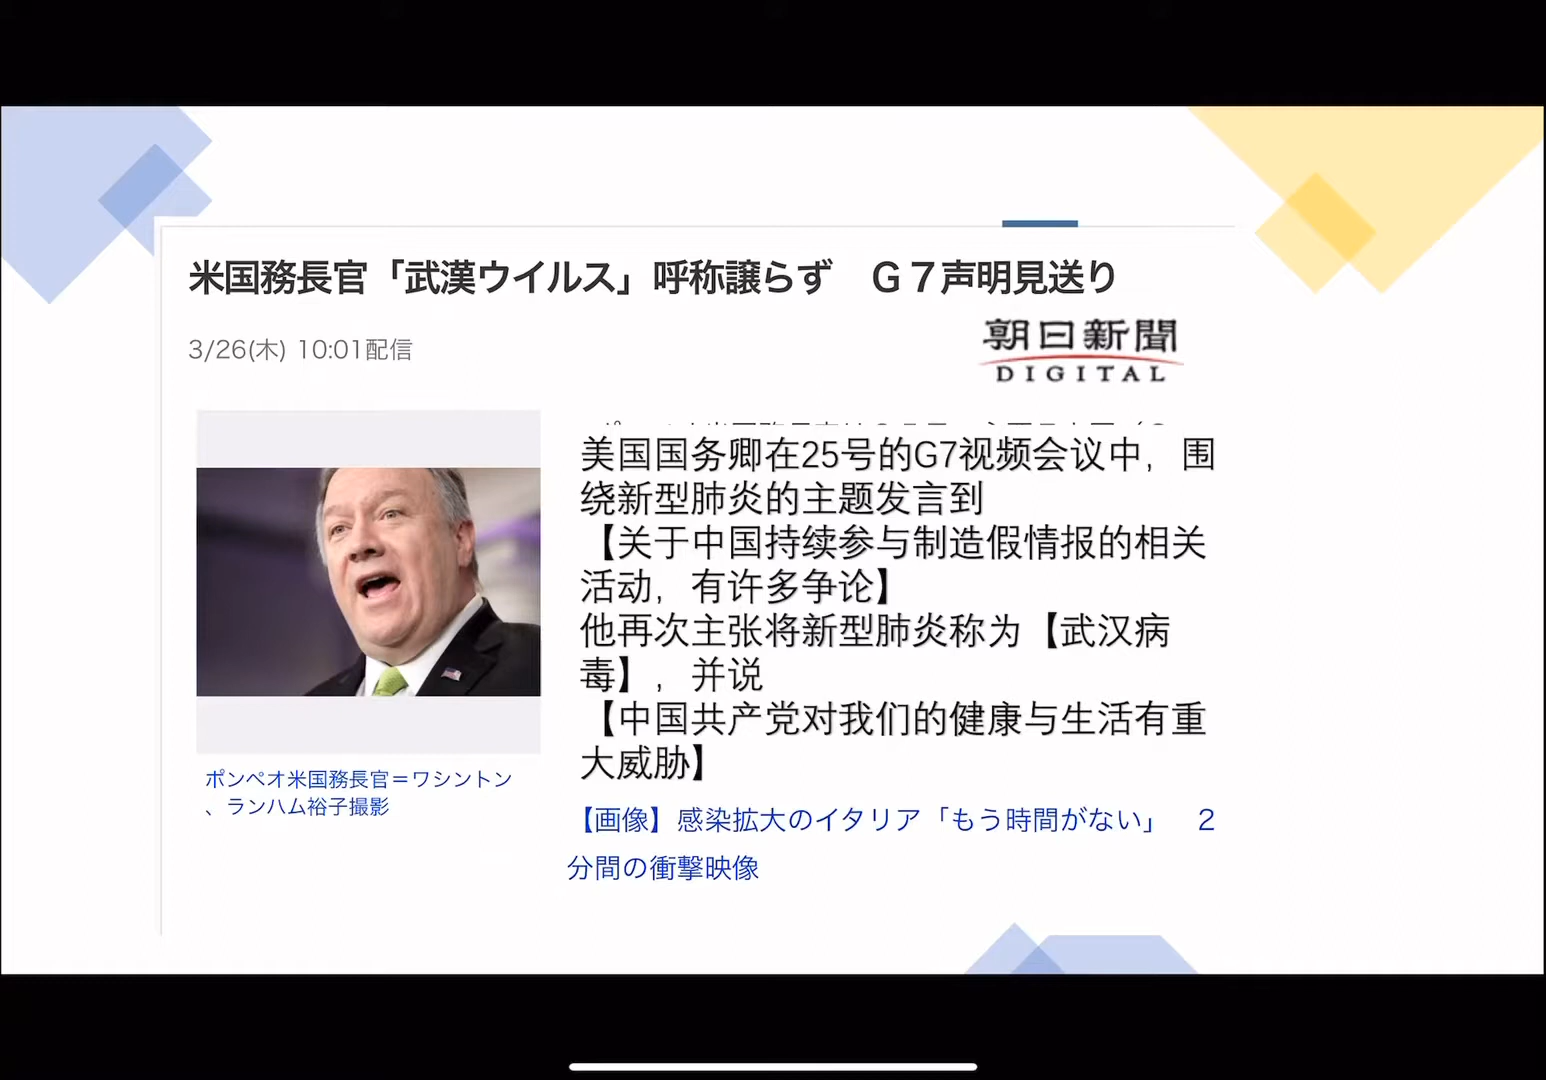 米国務長官「武漢ウイルス」呼称譲らず　Ｇ７声明見送り
3/26(木) 10:01配信
朝日新聞
DIGITAL
美国国务卿在25号的G7视频会议中，围
绕新型肺炎的主题发言到
【关于中国持续参与制造假情报的相关
活动，有许多争论】
他再次主张将新型肺炎称为【武汉病
毒】，并说
【中国共产党对我们的健康与生活有重
大威胁】
ポンペオ米国務長官＝ワシントン
、ランハム裕子撮影
【画像】感染拡大のイタリア「もう時間がない」　2
分間の衝撃映像